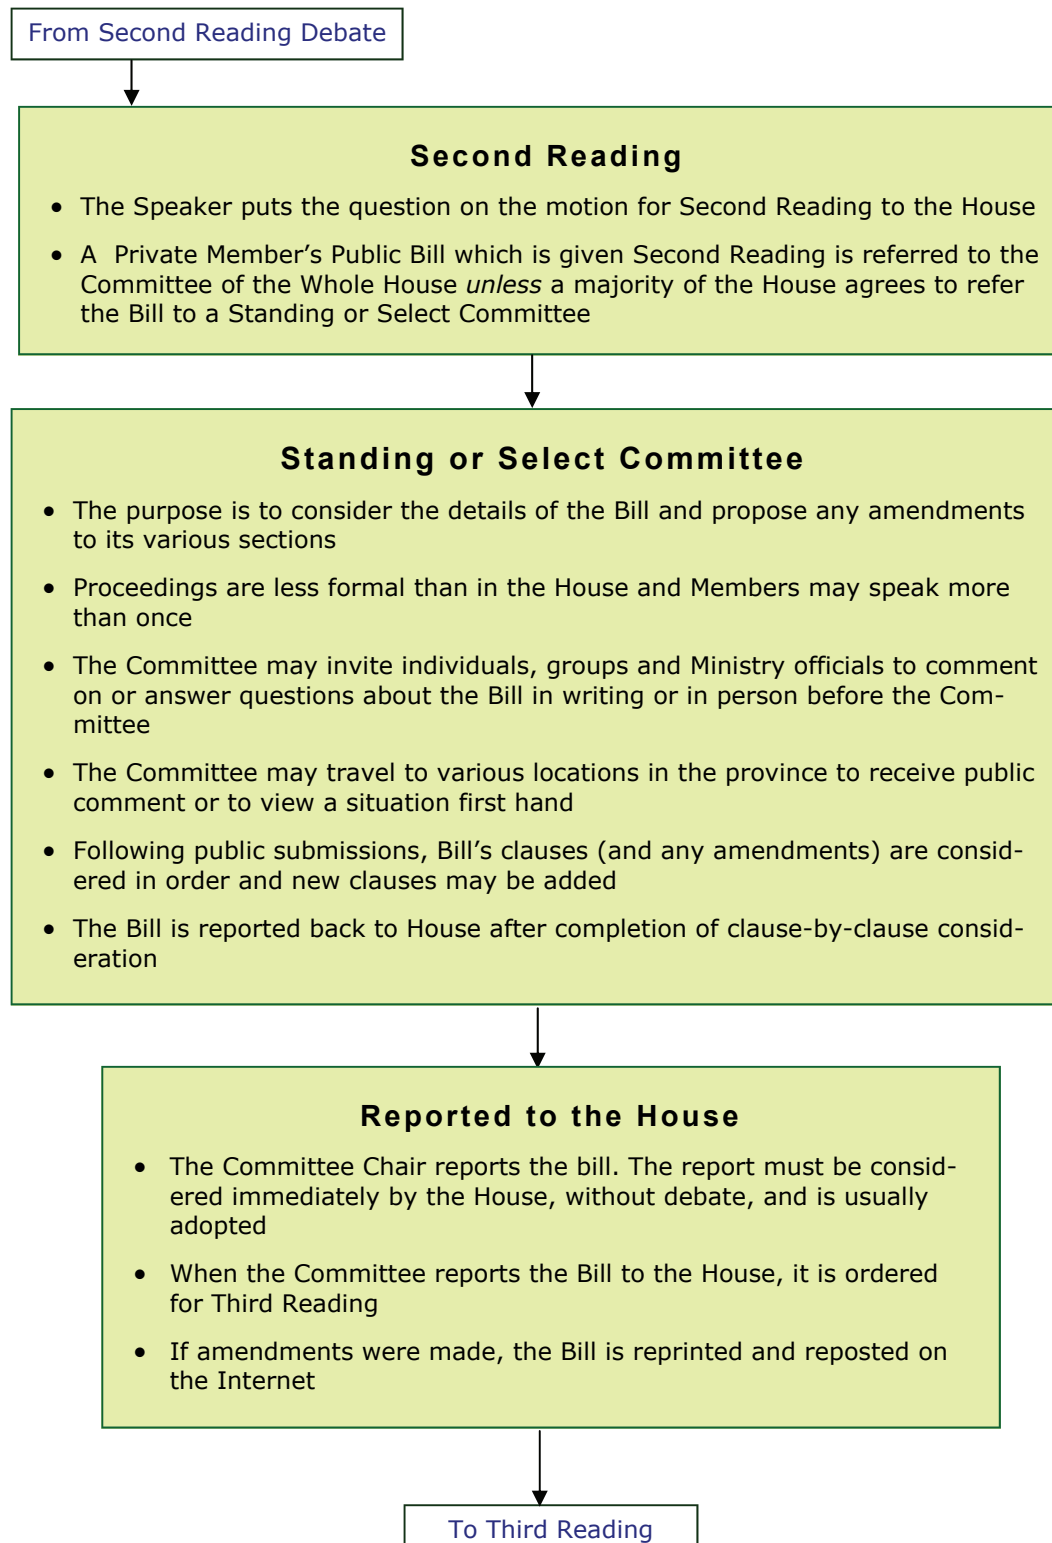 From Second Reading Debate
Second Reading
• The Speaker puts the question on the motion for Second Reading to the House
• A  Private Member's Public Bill which is given Second Reading is referred to the
Committee of the Whole House unless a majority of the House agrees to refer
the Bill to a Standing or Select Committee
Standing or Select Committee
• The purpose is to consider the details of the Bill and propose any amendments
to its various sections
• Proceedings are less formal than in the House and Members may speak more
than once
• The Committee may invite individuals, groups and Ministry officials to comment
on or answer questions about the Bill in writing or in person before the Com-
mittee
• The Committee may travel to various locations in the province to receive public
comment or to view a situation first hand
• Following public submissions, Bill's clauses (and any amendments) are consid-
ered in order and new clauses may be added
• The Bill is reported back to House after completion of clause-by-clause consid-
eration
Reported to the House
• The Committee Chair reports the bill. The report must be consid-
ered immediately by the House, without debate, and is usually
adopted
• When the Committee reports the Bill to the House, it is ordered
for Third Reading
• If amendments were made, the Bill is reprinted and reposted on
the Internet
To Third Reading